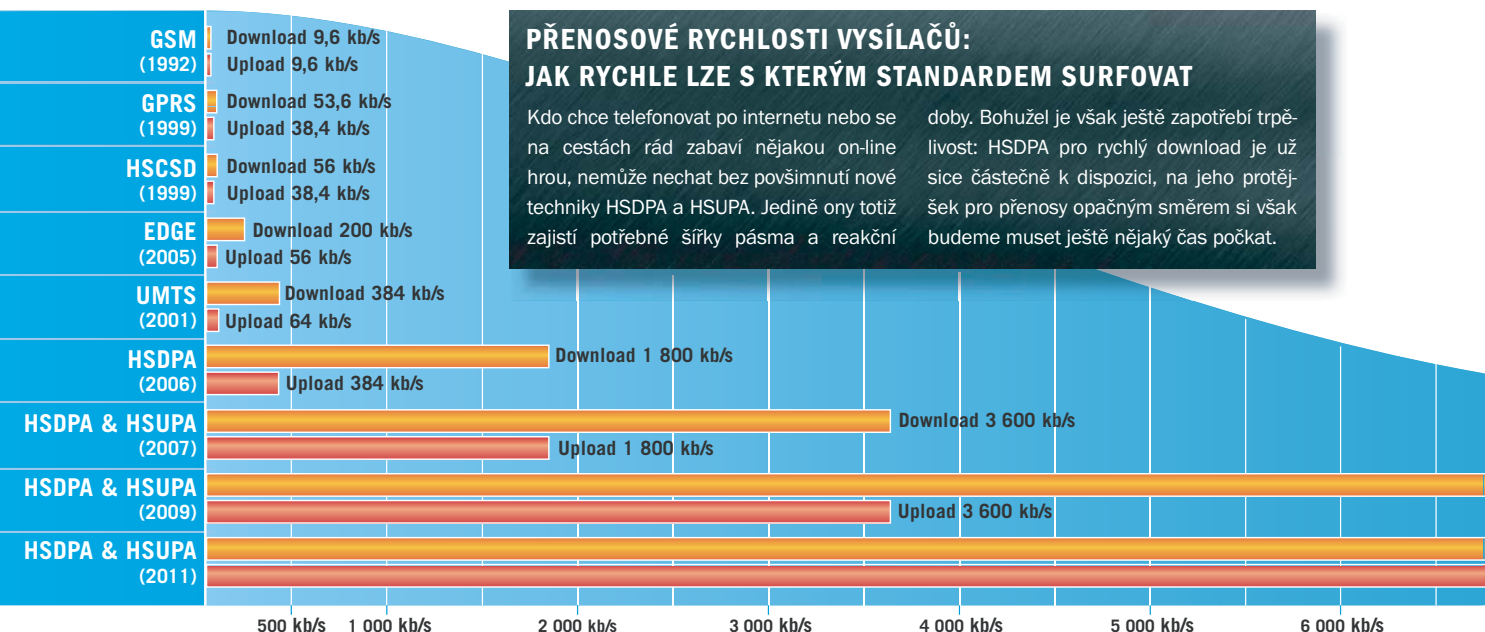 PŘENOSOVÉ RYCHLOSTI VYSÍLAČŮ:
JAK RYCHLE LZE S KTERÝM STANDARDEM SURFOVAT
Kdo chce telefonovat po internetu nebo se
na cestách rád zabaví nějakou on-line
hrou, nemůže nechat bez povšimnutí nové
techniky HSDPA a HSUPA. Jedině ony totiž
zajistí potřebné šířky pásma a reakční
doby. Bohužel je však ještě zapotřebí trpě-
livost: HSDPA pro rychlý download je už
sice částečně k dispozici, na jeho protěj-
šek pro přenosy opačným směrem si však
budeme muset ještě nějaký čas počkat.
GSM
(1992)
Download 9,6 kb/s
Upload 9,6 kb/s
GPRS
(1999)
Download 53,6 kb/s
Upload 38,4 kb/s
HSCSD
(1999)
Download 56 kb/s
Upload 38,4 kb/s
EDGE
(2005)
Download 200 kb/s
Upload 56 kb/s
UMTS
(2001)
Download 384 kb/s
Upload 64 kb/s
HSDPA
(2006)
Download 1 800 kb/s
Upload 384 kb/s
HSDPA & HSUPA
(2007)
Download 3 600 kb/s
Upload 1 800 kb/s
HSDPA & HSUPA
(2009)
Upload 3 600 kb/s
HSDPA & HSUPA
(2011)
500 kb/s 1 000 kb/s 2 000 kb/s 3 000 kb/s 4 000 kb/s 5 000 kb/s 6 000 kb/s